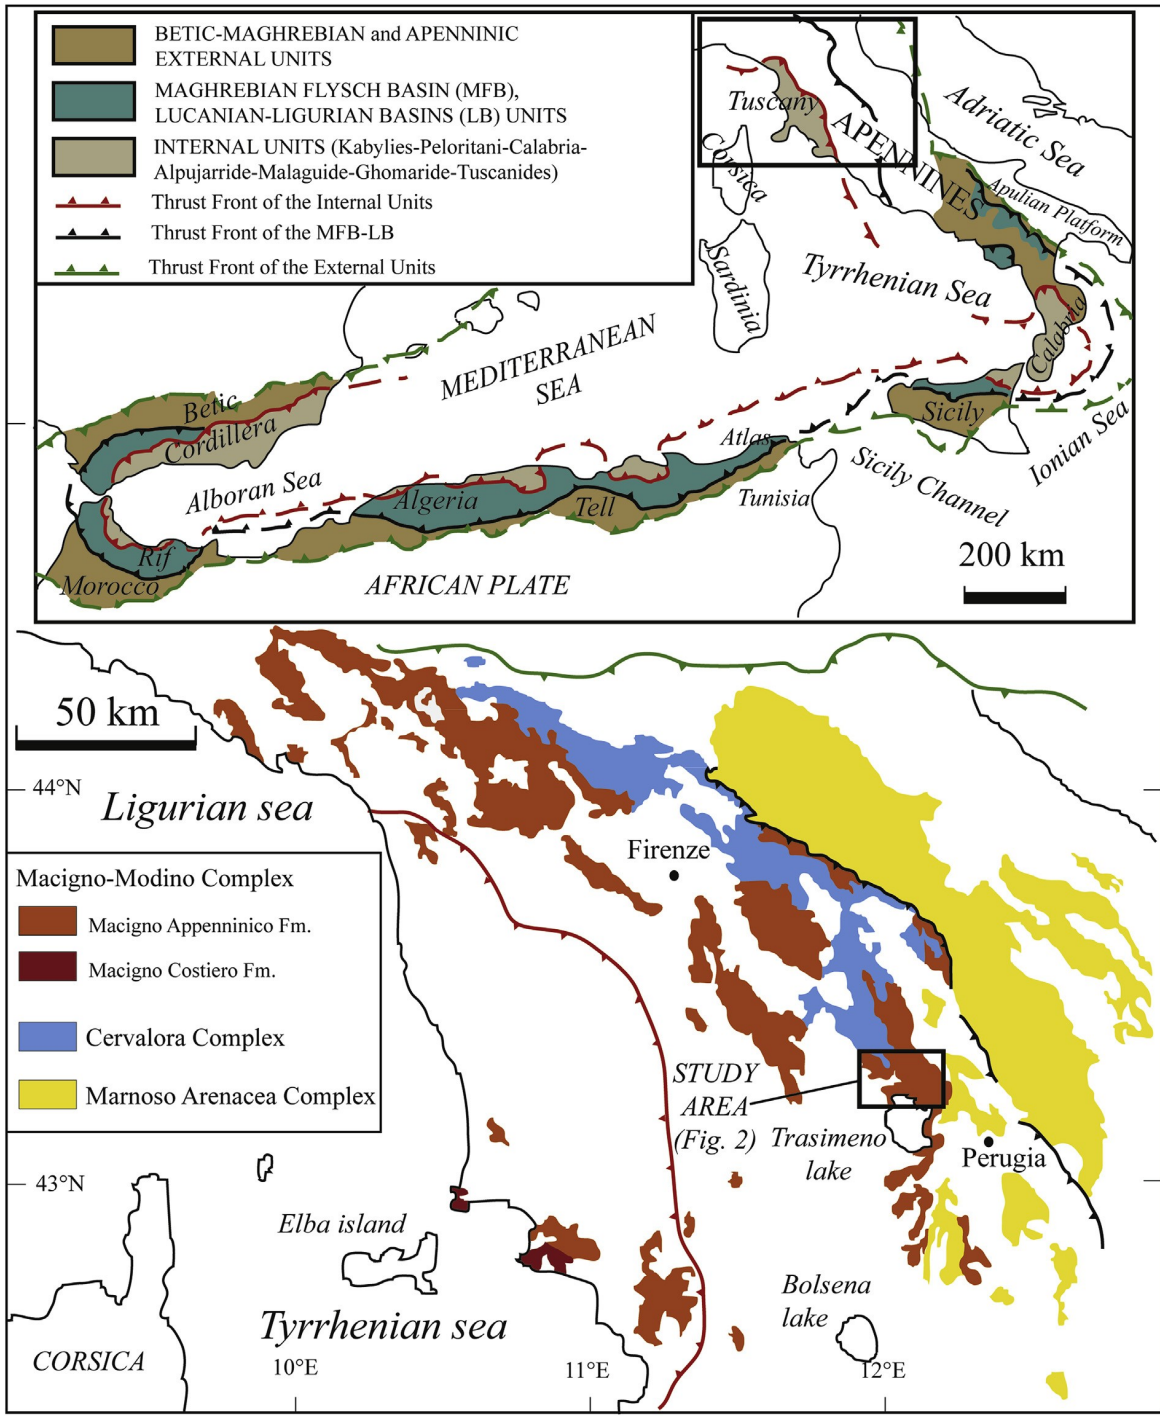 BETIC-MAGHREBIAN and APENNINIC
EXTERNAL UNITS
MAGHREBIAN FLYSCH BASIN (MFB),
LUCANIAN-LIGURIAN BASINS (LB) UNITS
INTERNAL UNITS (Kabylies-Peloritani-Calabria-
Alpujarride-Malaguide-Ghomaride-Tuscanides)
Thrust Front of the Internal Units
Thrust Front of the MFB-LB
Thrust Front of the External Units
Tuscany
APENNINES
Adriatic Sea
Corsica
Apulian Platform
Sardinia
Tyrrhenian Sea
Calabria
MEDITERRANEAN
SEA
Betic
Cordillera
Sicily
Ionian Sea
Atlas
Sicily Channel
Alboran Sea
Algeria
Tell
Tunisia
Rif
Morocco
AFRICAN PLATE
200 km
50 km
44°N
Ligurian sea
Firenze
Macigno-Modino Complex
Macigno Appenninico Fm.
Macigno Costiero Fm.
Cervalora Complex
Marnoso Arenacea Complex
STUDY
AREA
(Fig. 2)
Trasimeno
lake
Perugia
43°N
Elba island
Bolsena
lake
Tyrrhenian sea
CORSICA
10°E
11°E
12°E